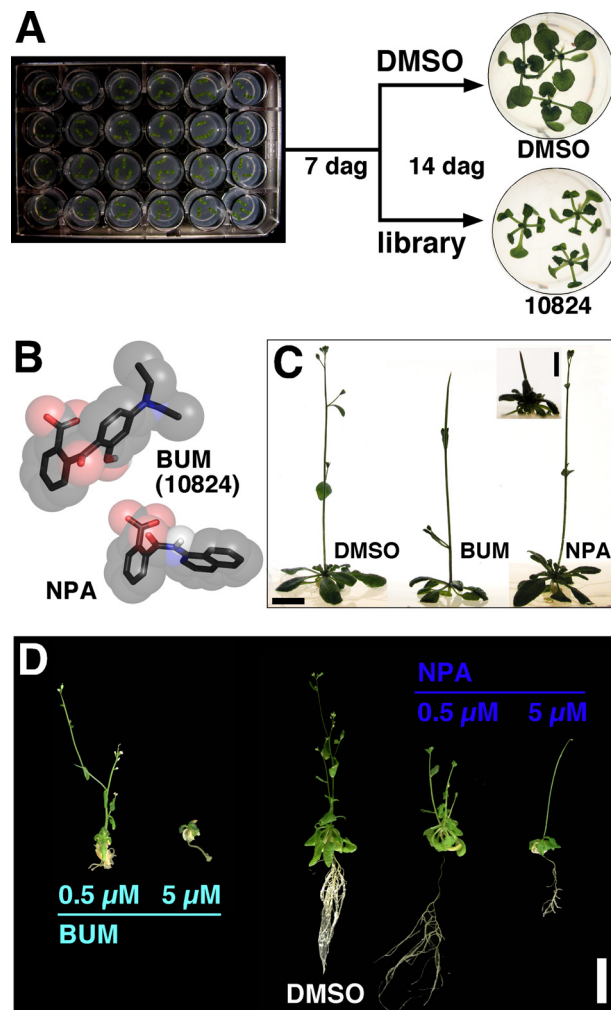 A
DMSO
7 dag
14 dag
library
DMSO
10824
B
BUM
(10824)
NPA
C
DMSO
BUM
NPA
D
NPA
0.5 µM
5 µM
0.5 µM
5 µM
BUM
DMSO